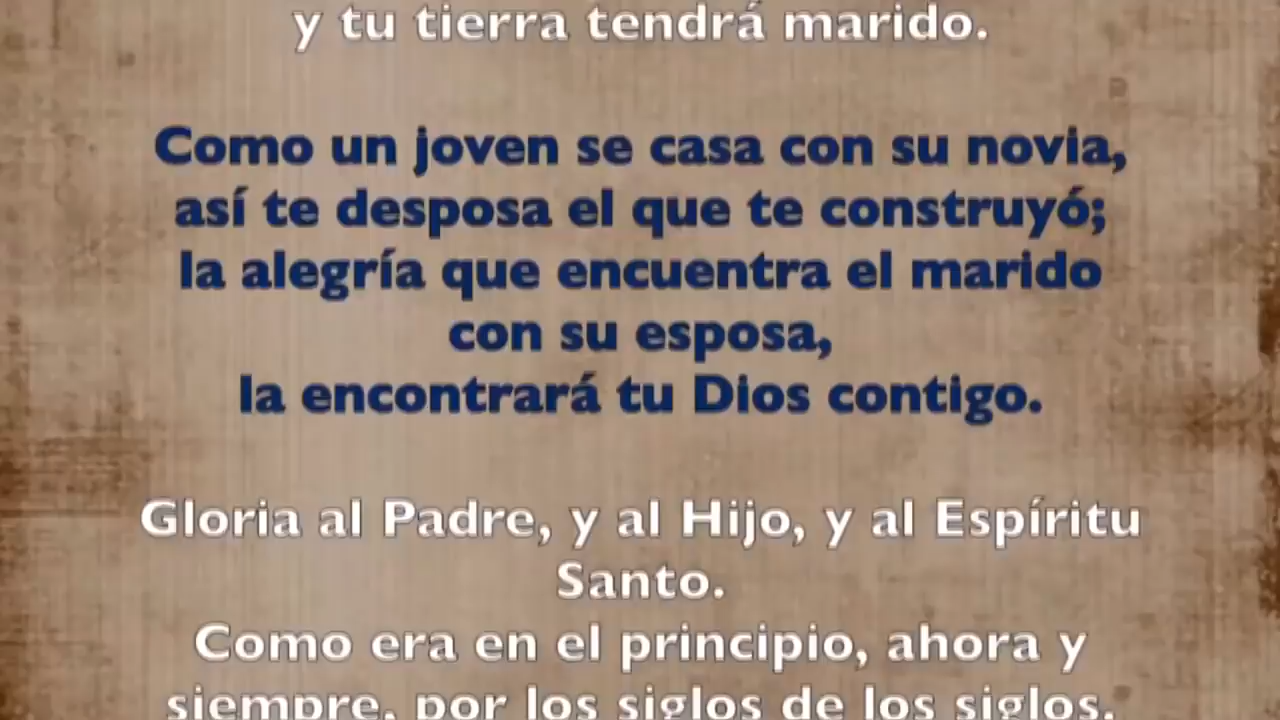 y tu tierra tendrá marido.
Como un joven se casa con su novia,
así te desposa el que te construyó;
la alegría que encuentra el marido
con su esposa,
la encontrará tu Dios contigo.
Gloria al Padre, y al Hijo, y al Espíritu
Santo.
Como era en el principio, ahora y
siempre, por los siglos de los siglos.